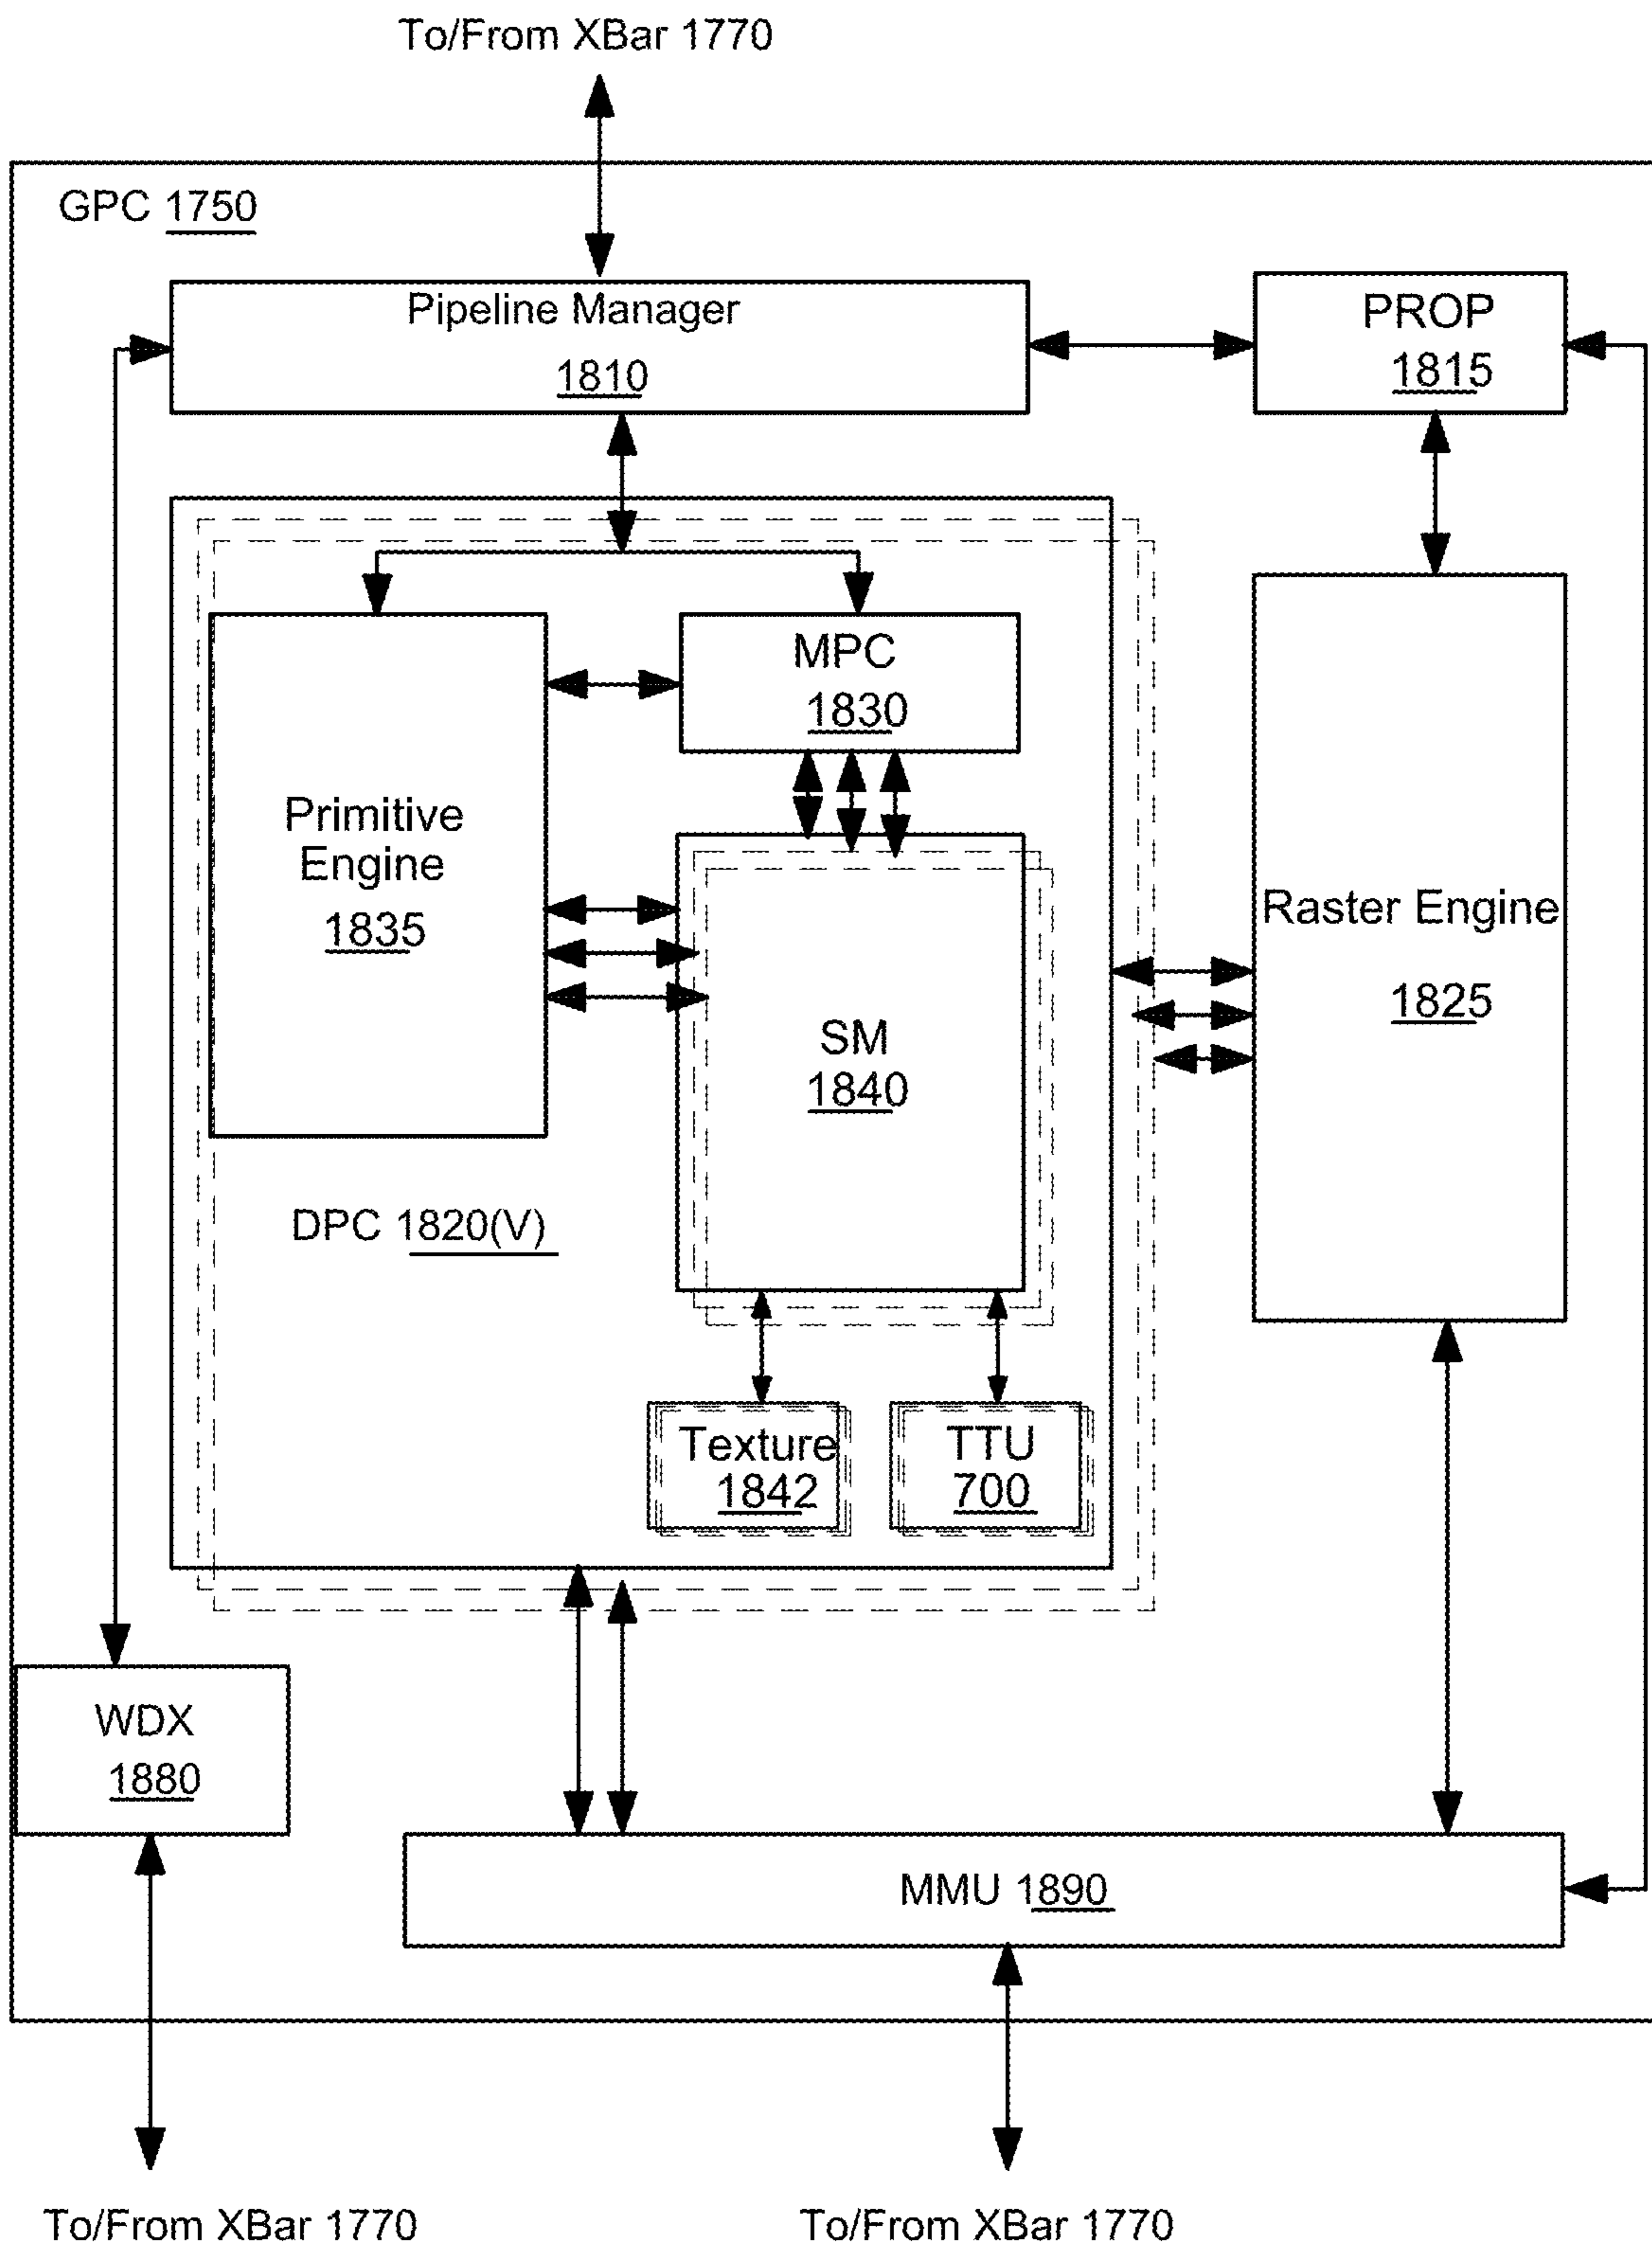 To/From XBar 1770
GPC 1750
Pipeline Manager
1810
PROP
1815
MPC
1830
Primitive
Engine
1835
SM
1840
Raster Engine
1825
DPC 1820(V)
Texture
1842
TTU
700
WDX
1880
MMU 1890
To/From XBar 1770
To/From XBar 1770